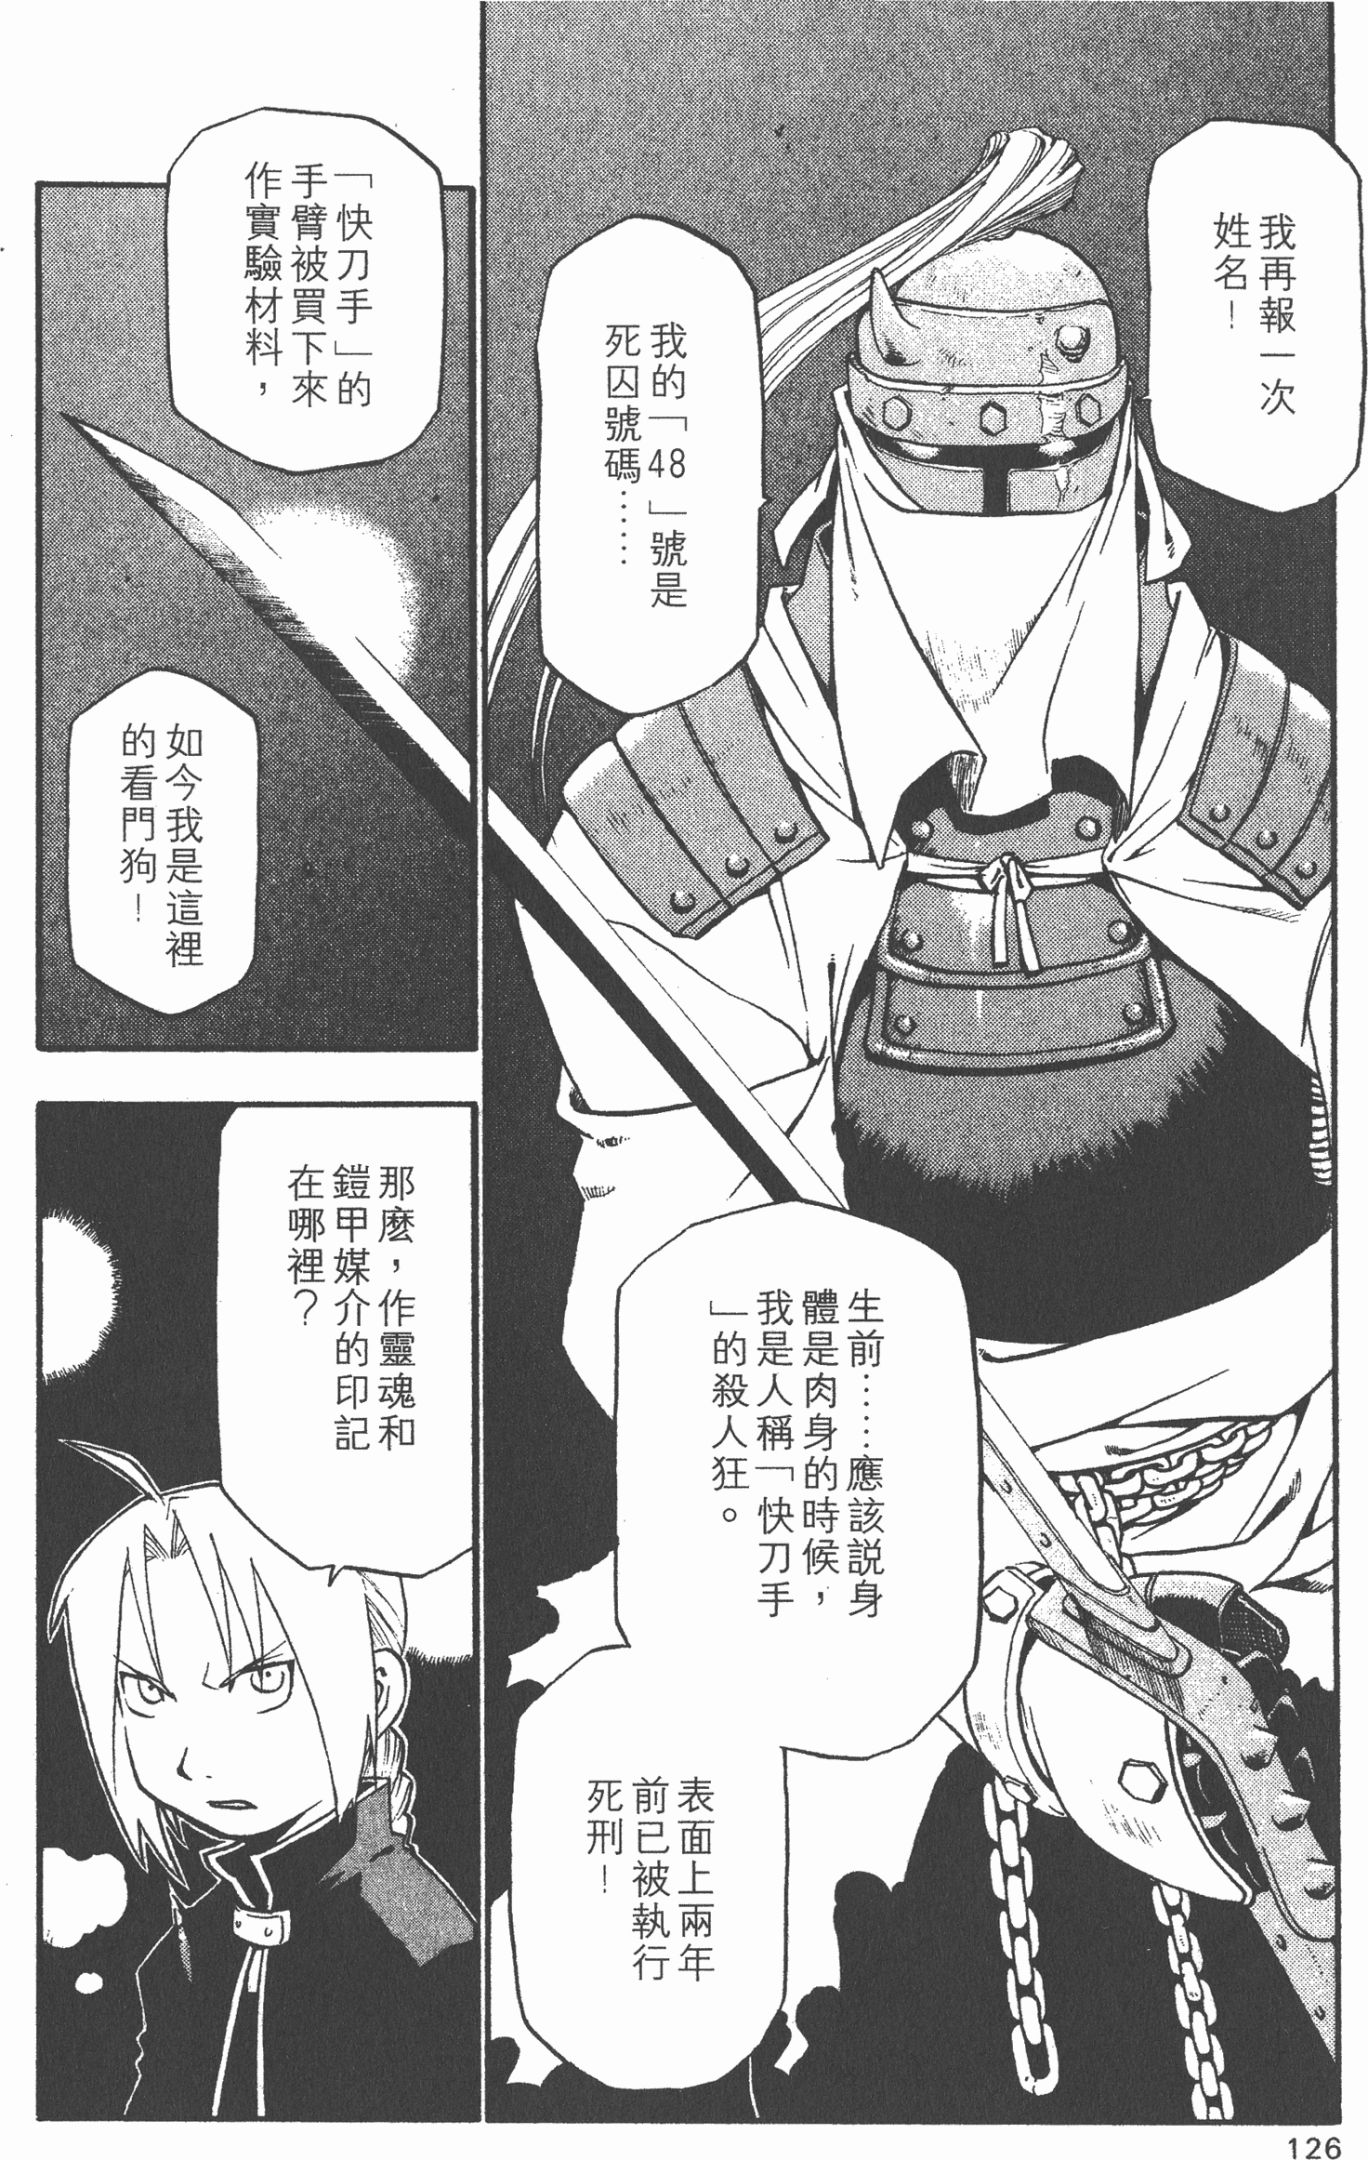 我再報一次
姓名！
我的「48」號是
死囚號碼……
生前……應該説身
體是肉身的時候，
我是人稱「快刀手
」的殺人狂。
表面上兩年
前已被執行
死刑！
「快刀手」的
手臂被買下來
作實驗材料，
如今我是這裡
的看門狗！
那麽，作靈魂和
鎧甲媒介的印記
在哪裡？
126